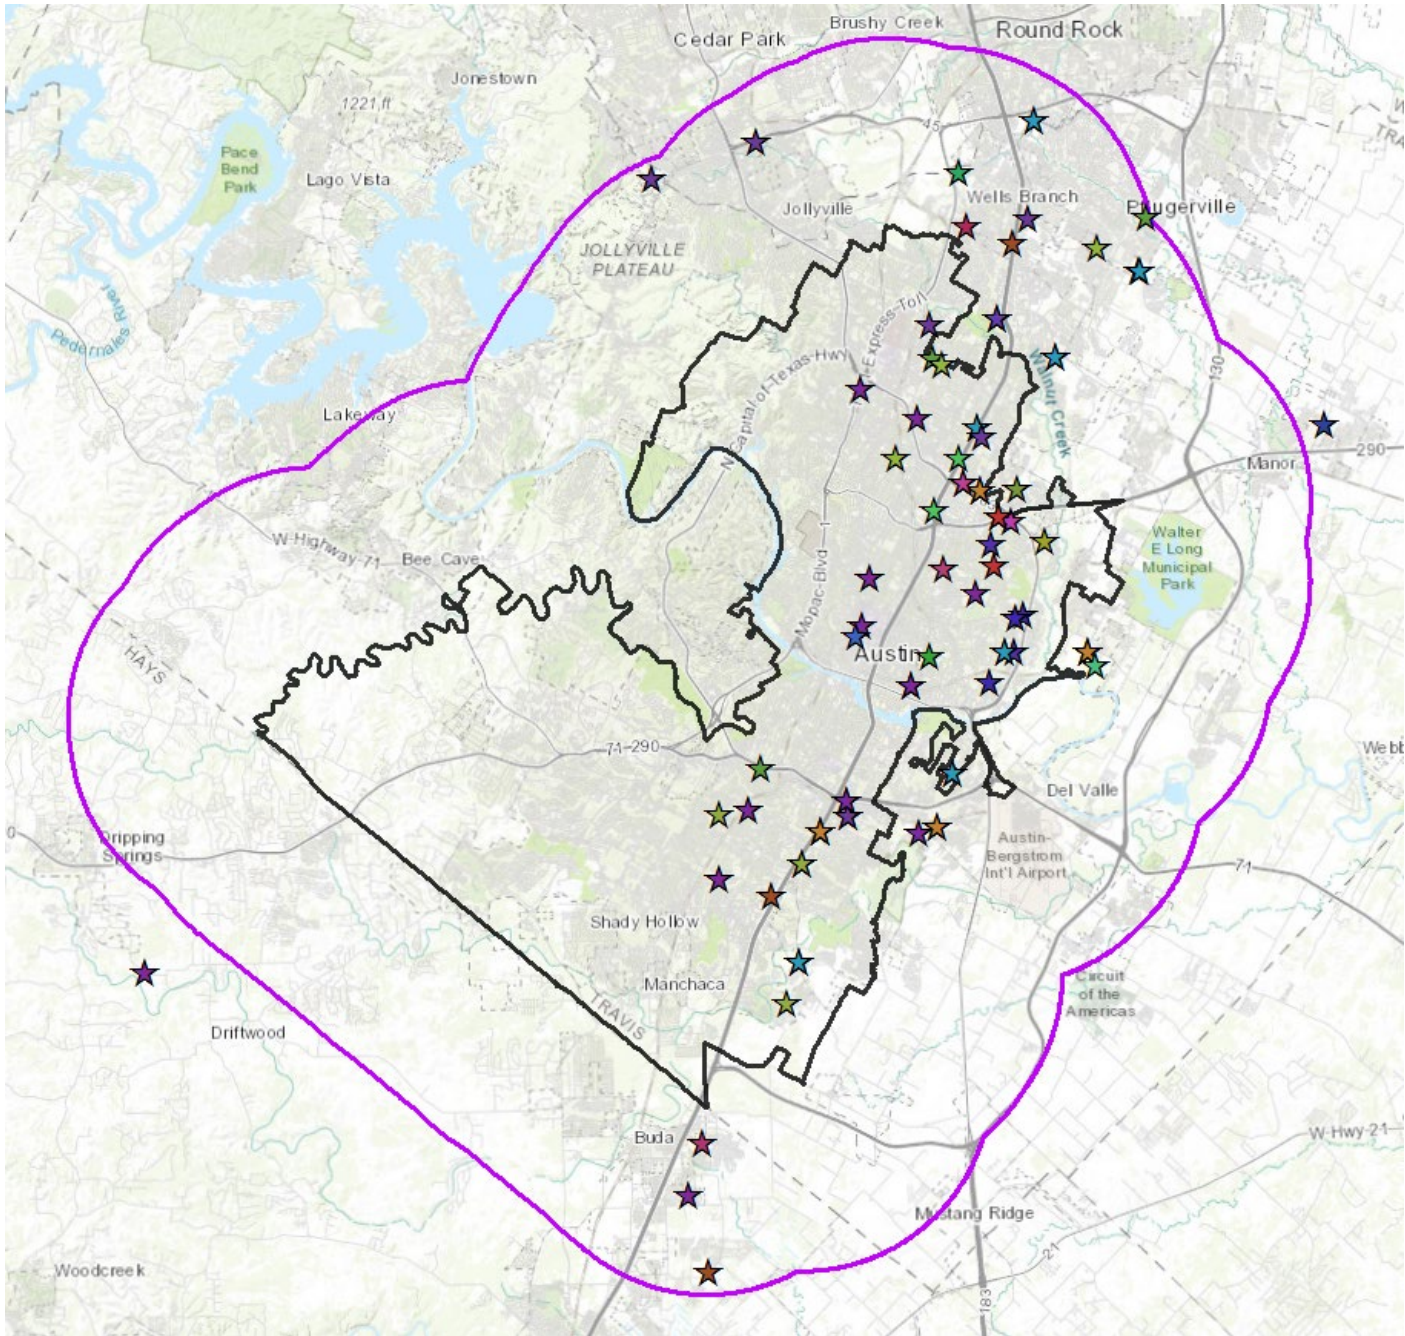 Brushy Creek
Round Rock
Cedar Park
Jonestown
1221 ft
45
Pace
Bend
Park
Lago Vista
Wells Branch
Jollyville
Pflugerville
JOLLYVILLE
PLATEAU
Pedernales River
Walnut Creek
130
N Capital of Texas Hwy
Lakeway
290
Manor
W Highway 71
Bee Cave
Walter
E Long
Municipal
Park
Mopac Blvd
1
HAYS
Austin
71-290
Del Valle
Dripping
Springs
Austin-
Bergstrom
Int'l Airport
71
Shady Hollow
Manchaca
Circuit
of the
Americas
TRAVIS
Driftwood
Buda
W Hwy 21
Mustang Ridge
21
Woodcreek
183